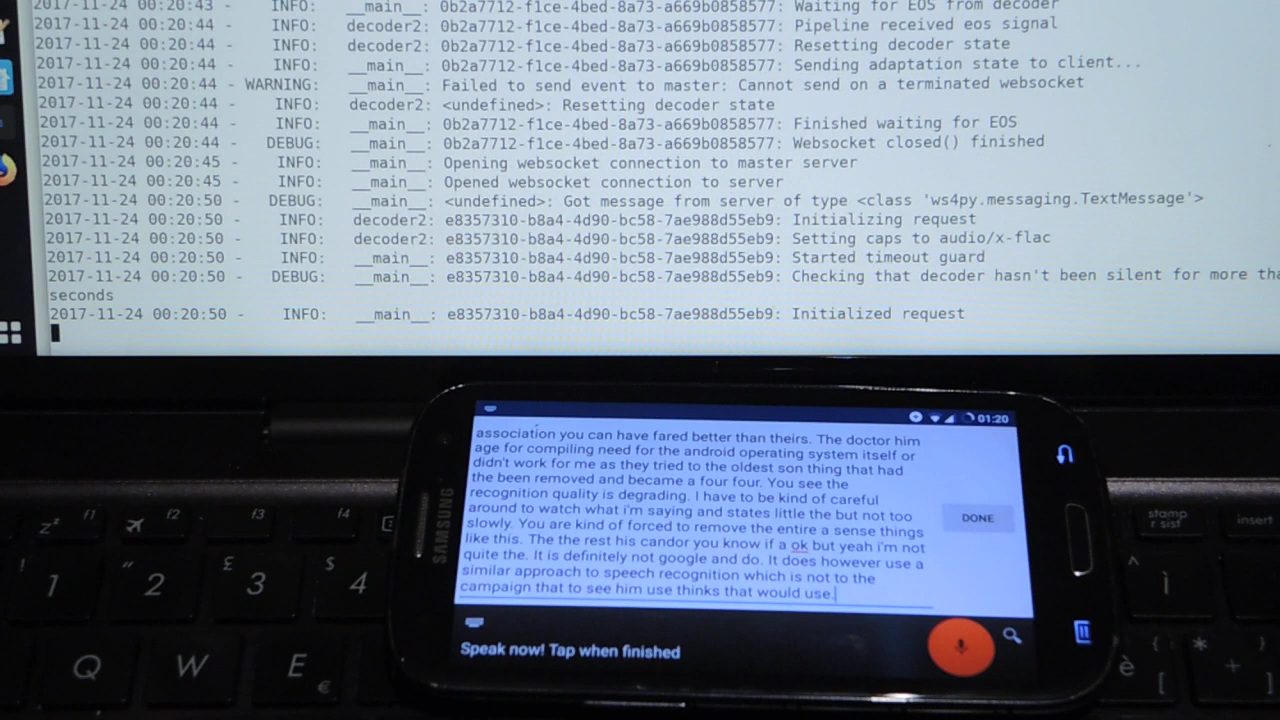 2017-11-24 00:20:43 - INFO: __main__: 0b2a7712-f1ce-4bed-8a73-a669b0858577: Waiting for EOS from decoder
2017-11-24 00:20:44 - INFO: decoder2: 0b2a7712-f1ce-4bed-8a73-a669b0858577: Pipeline received eos signal
2017-11-24 00:20:44 - INFO: decoder2: 0b2a7712-f1ce-4bed-8a73-a669b0858577: Resetting decoder state
2017-11-24 00:20:44 - INFO: __main__: 0b2a7712-f1ce-4bed-8a73-a669b0858577: Sending adaptation state to client...
2017-11-24 00:20:44 - WARNING: __main__: Failed to send event to master: Cannot send on a terminated websocket
2017-11-24 00:20:44 - INFO: decoder2: <undefined>: Resetting decoder state
2017-11-24 00:20:44 - INFO: __main__: 0b2a7712-f1ce-4bed-8a73-a669b0858577: Finished waiting for EOS
2017-11-24 00:20:44 - DEBUG: __main__: 0b2a7712-f1ce-4bed-8a73-a669b0858577: Websocket closed() finished
2017-11-24 00:20:45 - INFO: __main__: Opening websocket connection to master server
2017-11-24 00:20:45 - INFO: __main__: Opened websocket connection to server
2017-11-24 00:20:50 - DEBUG: __main__: <undefined>: Got message from server of type <class 'ws4py.messaging.TextMessage'>
2017-11-24 00:20:50 - INFO: decoder2: e8357310-b8a4-4d90-bc58-7ae988d55eb9: Initializing request
2017-11-24 00:20:50 - INFO: decoder2: e8357310-b8a4-4d90-bc58-7ae988d55eb9: Setting caps to audio/x-flac
2017-11-24 00:20:50 - INFO: __main__: e8357310-b8a4-4d90-bc58-7ae988d55eb9: Started timeout guard
2017-11-24 00:20:50 - DEBUG: __main__: e8357310-b8a4-4d90-bc58-7ae988d55eb9: Checking that decoder hasn't been silent for more tha
seconds
2017-11-24 00:20:50 - INFO: __main__: e8357310-b8a4-4d90-bc58-7ae988d55eb9: Initialized request
01:20
association you can have fared better than theirs. The doctor him
age for compiling need for the android operating system itself or
didn't work for me as they tried to the oldest son thing that had
the been removed and became a four four. You see the
recognition quality is degrading. I have to be kind of careful
around to watch what i'm saying and states little the but not too
slowly. You are kind of forced to remove the entire a sense things
like this. The the rest his candor you know if a ok but yeah i'm not
quite the. It is definitely not google and do. It does however use a
similar approach to speech recognition which is not to the
campaign that to see him use thinks that would use.
DONE
Speak now! Tap when finished
SAMSUNG
zᶻ f1 f2 f3 f4
stamp
r sist
insert
! 1 " 2 £ 3 $ 4
^ ì
Q W E €
è { [ * + ]